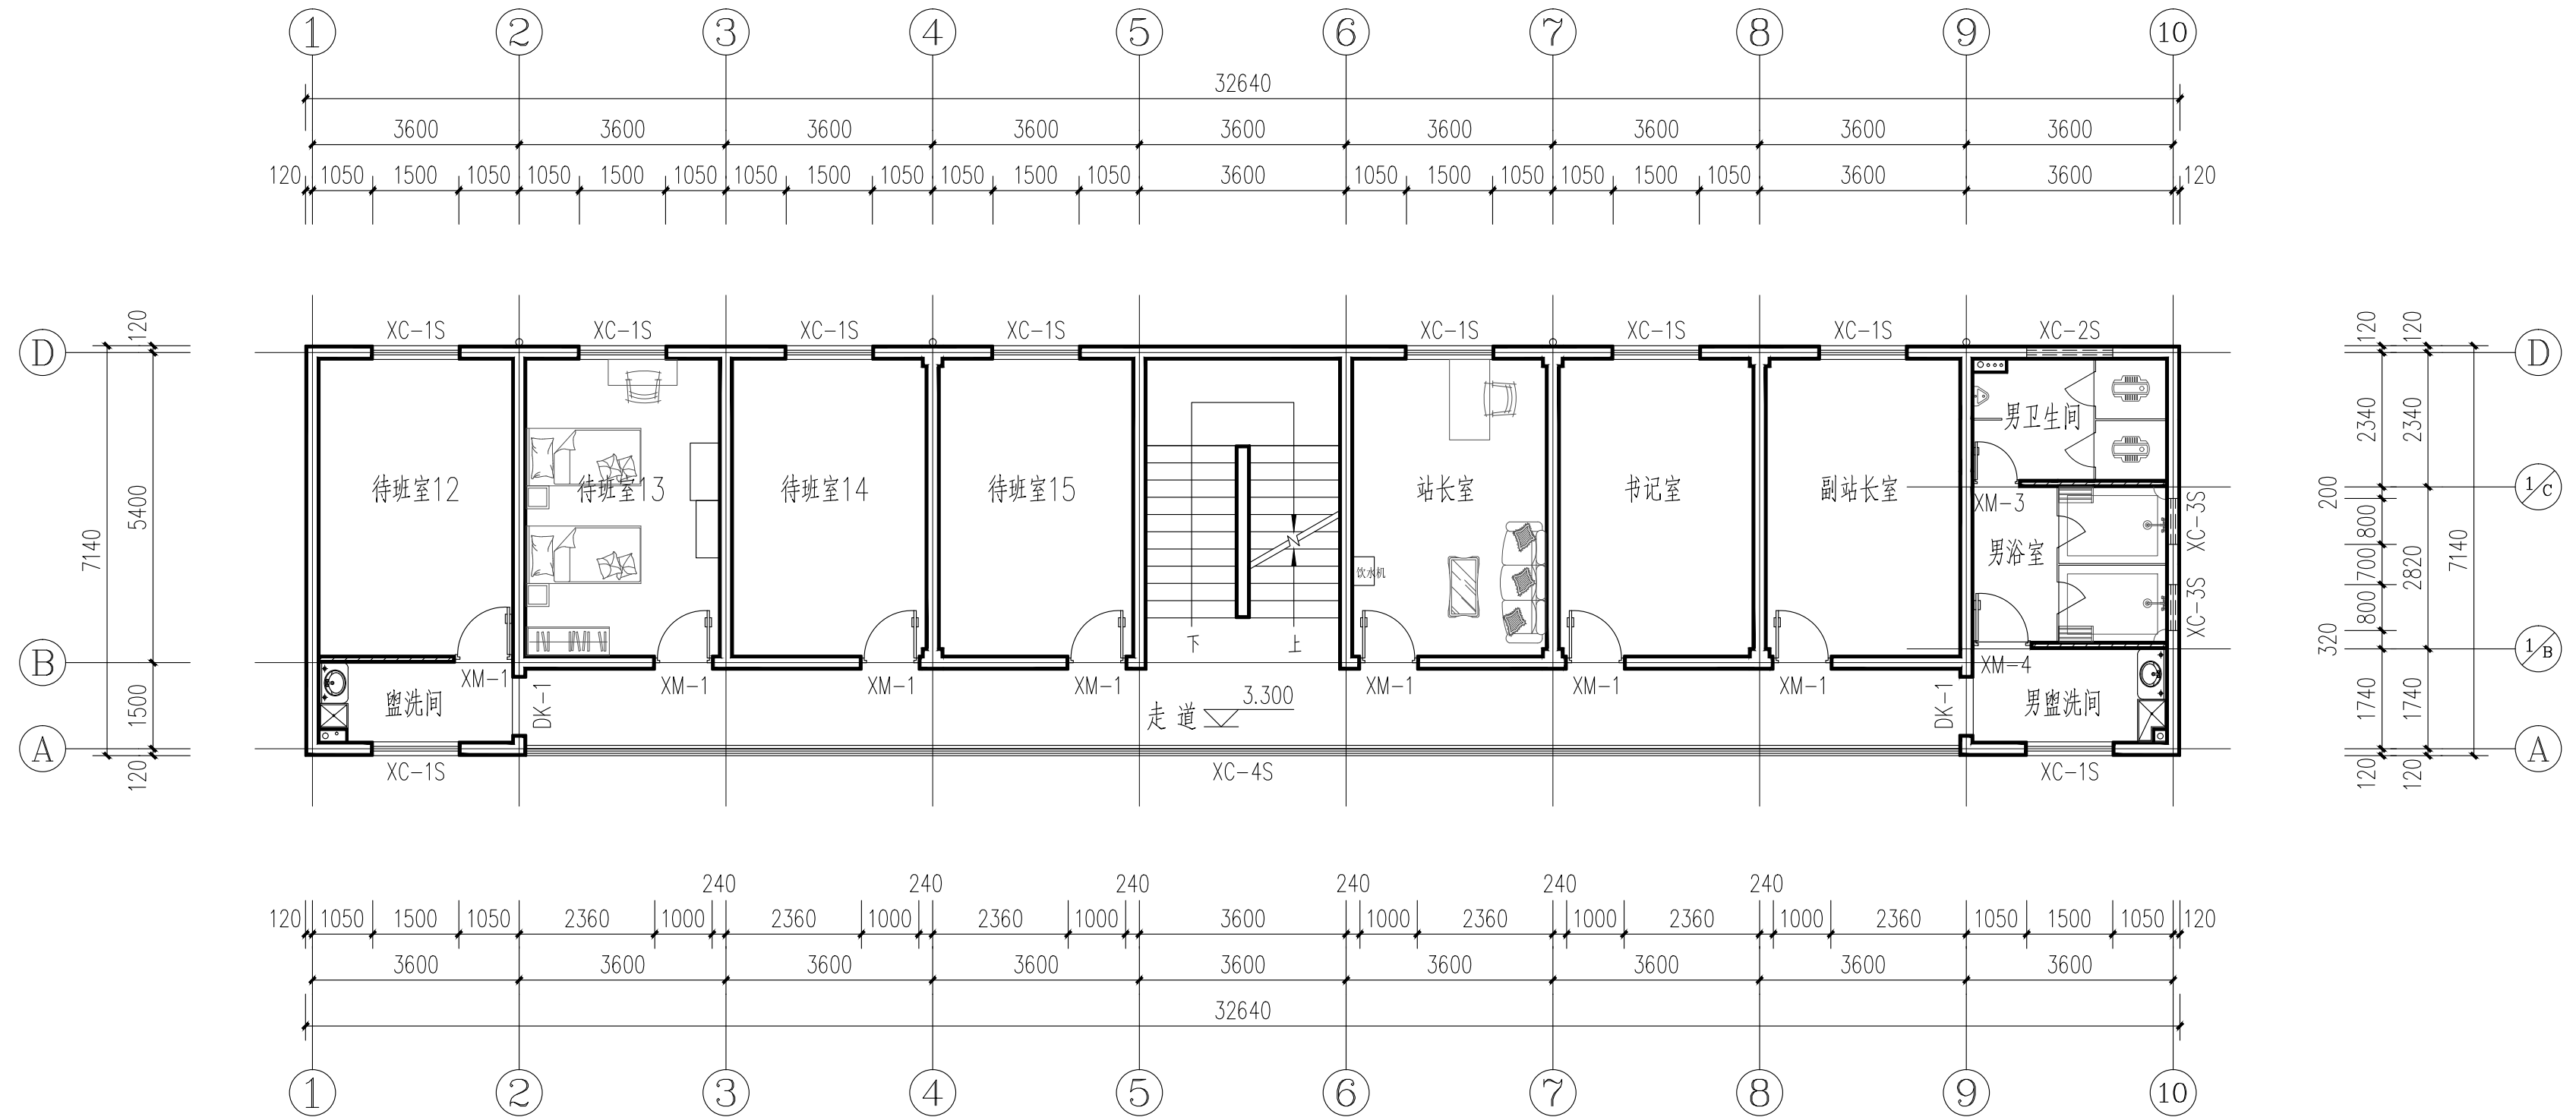 1 2 3 4 5 6 7 8 9 10
32640
3600 3600 3600 3600 3600 3600 3600 3600 3600
120 1050 1500 1050 1050 1500 1050 1050 1500 1050 1050 1500 1050 3600 1050 1500 1050 1050 1500 1050 3600 3600 120
XC-1S XC-1S XC-1S XC-1S XC-1S XC-1S XC-1S XC-2S
D
D
120
5400
1500
120
7140
B
A
120
2340
200
800
700
800
320
1740
120
120
2340
2820
1740
120
7140
1/C
1/B
A
男卫生间
待班室12 待班室13 待班室14 待班室15 站长室 书记室 副站长室
XM-3
XC-3S
男浴室
饮水机
XC-3S
下 上
XM-4
XM-1 XM-1 XM-1 XM-1 XM-1 XM-1 XM-1
盥洗间
DK-1
走道
3.300
DK-1
男盥洗间
XC-1S XC-4S XC-1S
240 240 240 240 240 240
120 1050 1500 1050 2360 1000 2360 1000 2360 1000 3600 1000 2360 1000 2360 1000 2360 1050 1500 1050 120
3600 3600 3600 3600 3600 3600 3600 3600 3600
32640
1 2 3 4 5 6 7 8 9 10